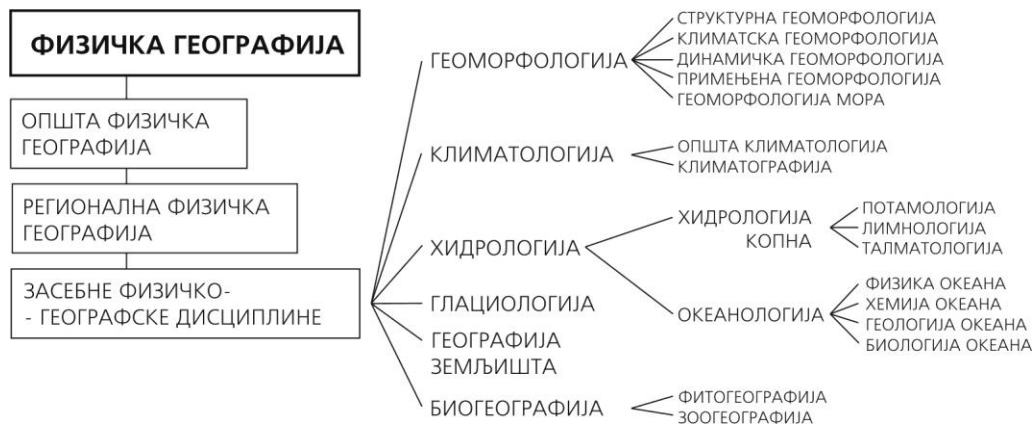 ФИЗИЧКА ГЕОГРАФИЈА
ОПШТА ФИЗИЧКА
ГЕОГРАФИЈА
РЕГИОНАЛНА ФИЗИЧКА
ГЕОГРАФИЈА
ЗАСЕБНЕ ФИЗИЧКО-
- ГЕОГРАФСКЕ ДИСЦИПЛИНЕ
ГЕОМОРФОЛОГИЈА
СТРУКТУРНА ГЕОМОРФОЛОГИЈА
КЛИМАТСКА ГЕОМОРФОЛОГИЈА
ДИНАМИЧКА ГЕОМОРФОЛОГИЈА
ПРИМЕЊЕНА ГЕОМОРФОЛОГИЈА
ГЕОМОРФОЛОГИЈА МОРА
КЛИМАТОЛОГИЈА
ОПШТА КЛИМАТОЛОГИЈА
КЛИМАТОГРАФИЈА
ХИДРОЛОГИЈА
ХИДРОЛОГИЈА
КОПНА
ПОТАМОЛОГИЈА
ЛИМНОЛОГИЈА
ТАЛМАТОЛОГИЈА
ОКЕАНОЛОГИЈА
ФИЗИКА ОКЕАНА
ХЕМИЈА ОКЕАНА
ГЕОЛОГИЈА ОКЕАНА
БИОЛОГИЈА ОКЕАНА
ГЛАЦИОЛОГИЈА
ГЕОГРАФИЈА
ЗЕМЉИШТА
БИОГЕОГРАФИЈА
ФИТОГЕОГРАФИЈА
ЗООГЕОГРАФИЈА